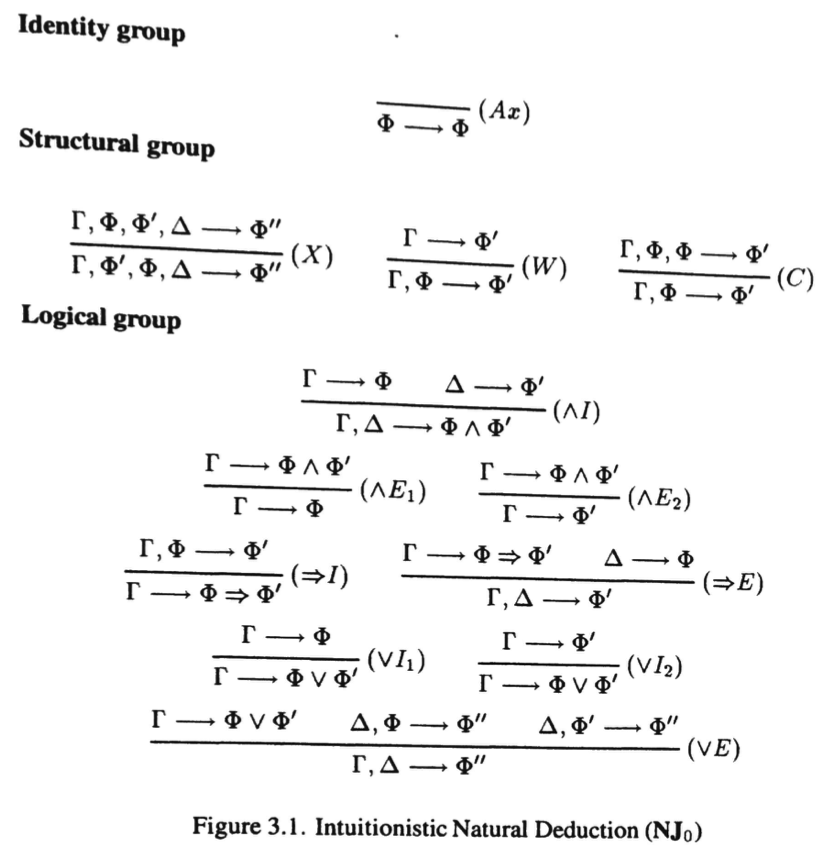 Identity group
Φ ⟶ Φ (Ax)
Structural group
Γ, Φ, Φ′, Δ ⟶ Φ″ Γ ⟶ Φ′ Γ, Φ, Φ ⟶ Φ′
(X) (W) (C)
Γ, Φ′, Φ, Δ ⟶ Φ″ Γ, Φ ⟶ Φ′ Γ, Φ ⟶ Φ′
Logical group
Γ ⟶ Φ Δ ⟶ Φ′
(∧I)
Γ, Δ ⟶ Φ ∧ Φ′
Γ ⟶ Φ ∧ Φ′ Γ ⟶ Φ ∧ Φ′
(∧E₁) (∧E₂)
Γ ⟶ Φ Γ ⟶ Φ′
Γ, Φ ⟶ Φ′ Γ ⟶ Φ ⇒ Φ′ Δ ⟶ Φ
(⇒I) (⇒E)
Γ ⟶ Φ ⇒ Φ′ Γ, Δ ⟶ Φ′
Γ ⟶ Φ Γ ⟶ Φ′
(∨I₁) (∨I₂)
Γ ⟶ Φ ∨ Φ′ Γ ⟶ Φ ∨ Φ′
Γ ⟶ Φ ∨ Φ′ Δ, Φ ⟶ Φ″ Δ, Φ′ ⟶ Φ″
(∨E)
Γ, Δ ⟶ Φ″
Figure 3.1. Intuitionistic Natural Deduction (NJ₀)